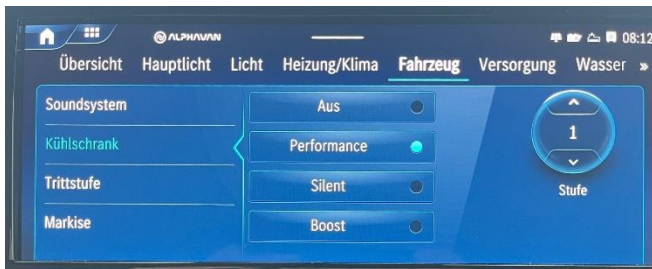 ALPHAVAN 08:12
Übersicht Hauptlicht Licht Heizung/Klima Fahrzeug Versorgung Wasser »
Soundsystem
Kühlschrank
Trittstufe
Markise
Aus
Performance
Silent
Boost
1
Stufe